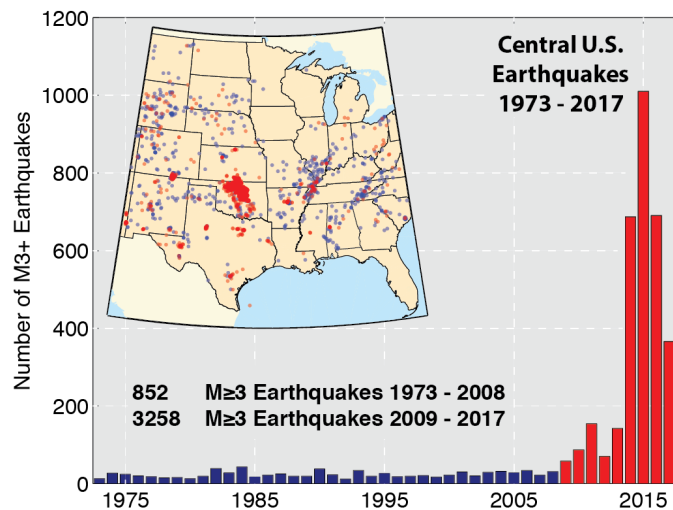 Central U.S.
Earthquakes
1973 - 2017
Number of M3+ Earthquakes
1200
1000
800
600
400
200
0
852 M≥3 Earthquakes 1973 - 2008
3258 M≥3 Earthquakes 2009 - 2017
1975 1985 1995 2005 2015